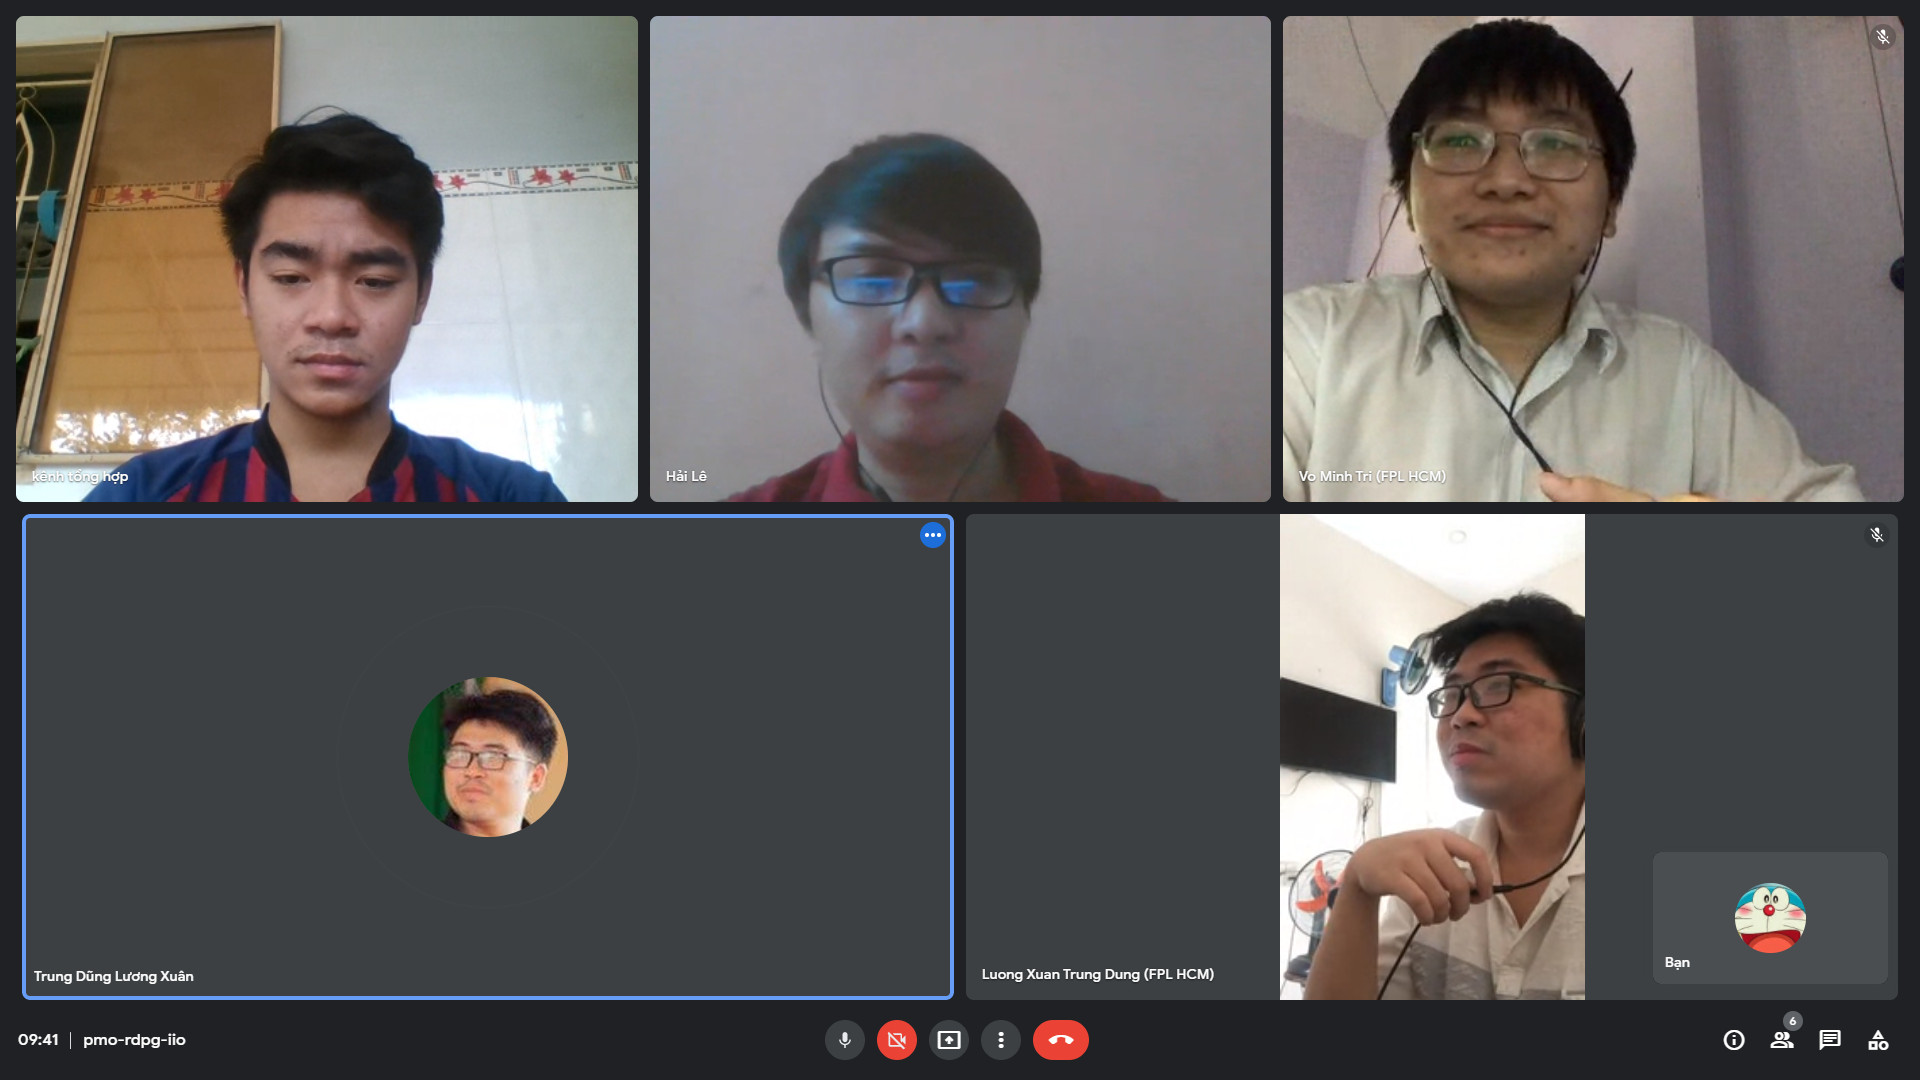 kênh tổng hợp
Hải Lê
Vo Minh Tri (FPL HCM)
Trung Dũng Lương Xuân
Luong Xuan Trung Dung (FPL HCM)
Bạn
09:41 | pmo-rdpg-iio
6